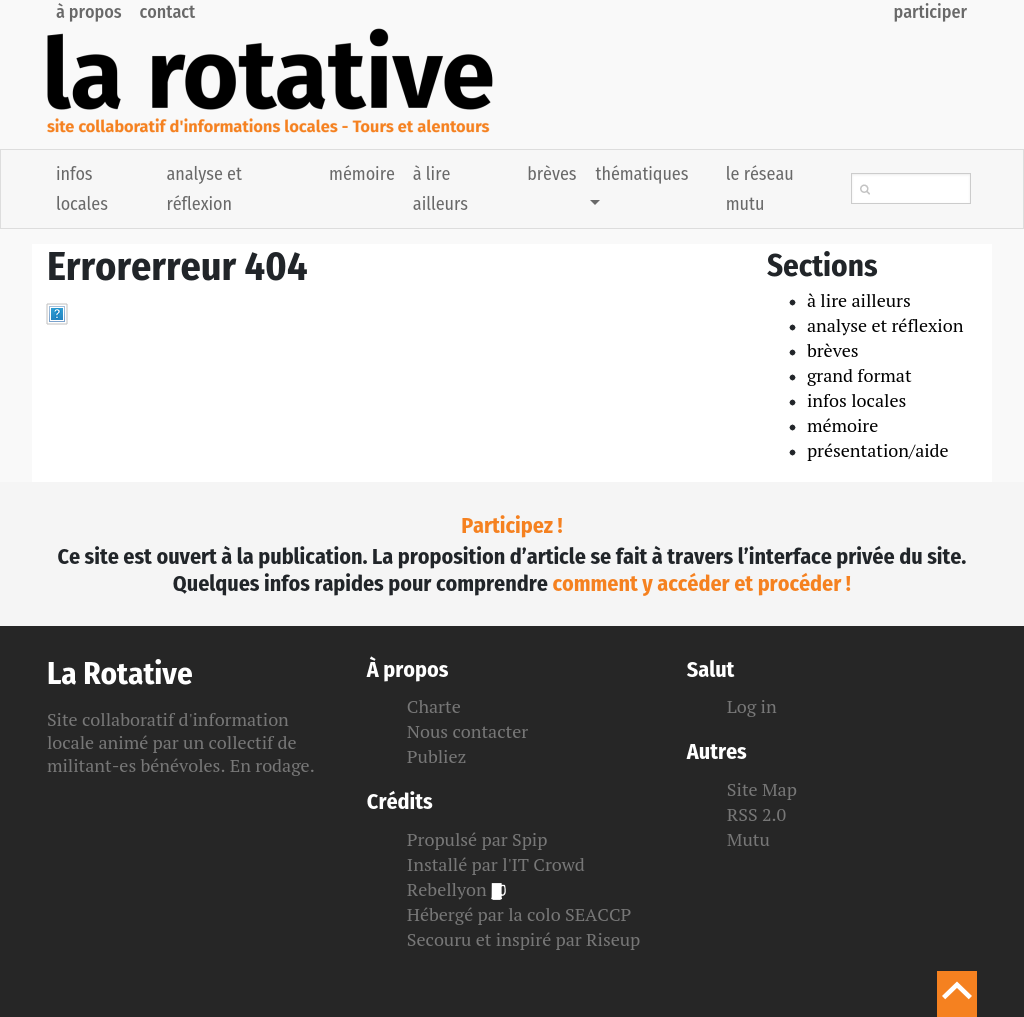 à propos contact participer
la rotative
site collaboratif d'informations locales - Tours et alentours
infos locales
analyse et réflexion
mémoire
à lire ailleurs
brèves
thématiques
le réseau mutu
Errorerreur 404
Sections
à lire ailleurs
analyse et réflexion
brèves
grand format
infos locales
mémoire
présentation/aide
Participez !
Ce site est ouvert à la publication. La proposition d’article se fait à travers l’interface privée du site.
Quelques infos rapides pour comprendre comment y accéder et procéder !
La Rotative
Site collaboratif d'information
locale animé par un collectif de
militant-es bénévoles. En rodage.
À propos
Charte
Nous contacter
Publiez
Crédits
Propulsé par Spip
Installé par l'IT Crowd
Rebellyon
Hébergé par la colo SEACCP
Secouru et inspiré par Riseup
Salut
Log in
Autres
Site Map
RSS 2.0
Mutu